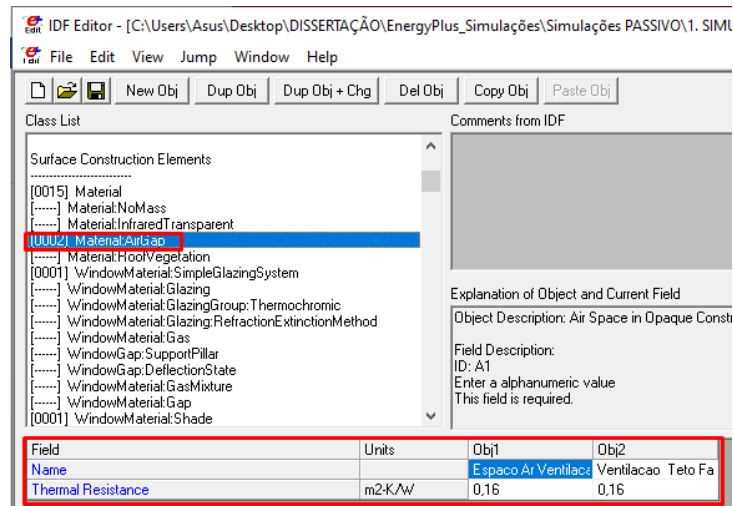 IDF Editor - [C:\Users\Asus\Desktop\DISSERTAÇÃO\EnergyPlus_Simulações\Simulações PASSIVO\1. SIMU
File Edit View Jump Window Help
New Obj Dup Obj Dup Obj + Chg Del Obj Copy Obj Paste Obj
Class List
Comments from IDF
Surface Construction Elements
--------------------------
[0015] Material
[------] Material:NoMass
[------] Material:InfraredTransparent
[0002] Material:AirGap
[------] Material:RoofVegetation
[0001] WindowMaterial:SimpleGlazingSystem
[------] WindowMaterial:Glazing
[------] WindowMaterial:GlazingGroup:Thermochromic
[------] WindowMaterial:Glazing:RefractionExtinctionMethod
[------] WindowMaterial:Gas
[------] WindowGap:SupportPillar
[------] WindowGap:DeflectionState
[------] WindowMaterial:GasMixture
[------] WindowMaterial:Gap
[0001] WindowMaterial:Shade
Explanation of Object and Current Field
Object Description: Air Space in Opaque Constr
Field Description:
ID: A1
Enter a alphanumeric value
This field is required.
Field Units Obj1 Obj2
Name Espaco Ar Ventilaca Ventilacao Teto Fa
Thermal Resistance m2-K/W 0,16 0,16